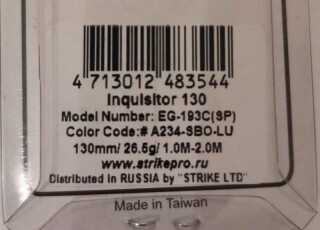 4 713012 483544
Inquisitor 130
Model Number: EG-193C(SP)
Color Code:# A234-SBO-LU
130mm/ 26.5g/ 1.0M-2.0M
www.strikepro.ru
Distributed in RUSSIA by "STRIKE LTD"
Made in Taiwan